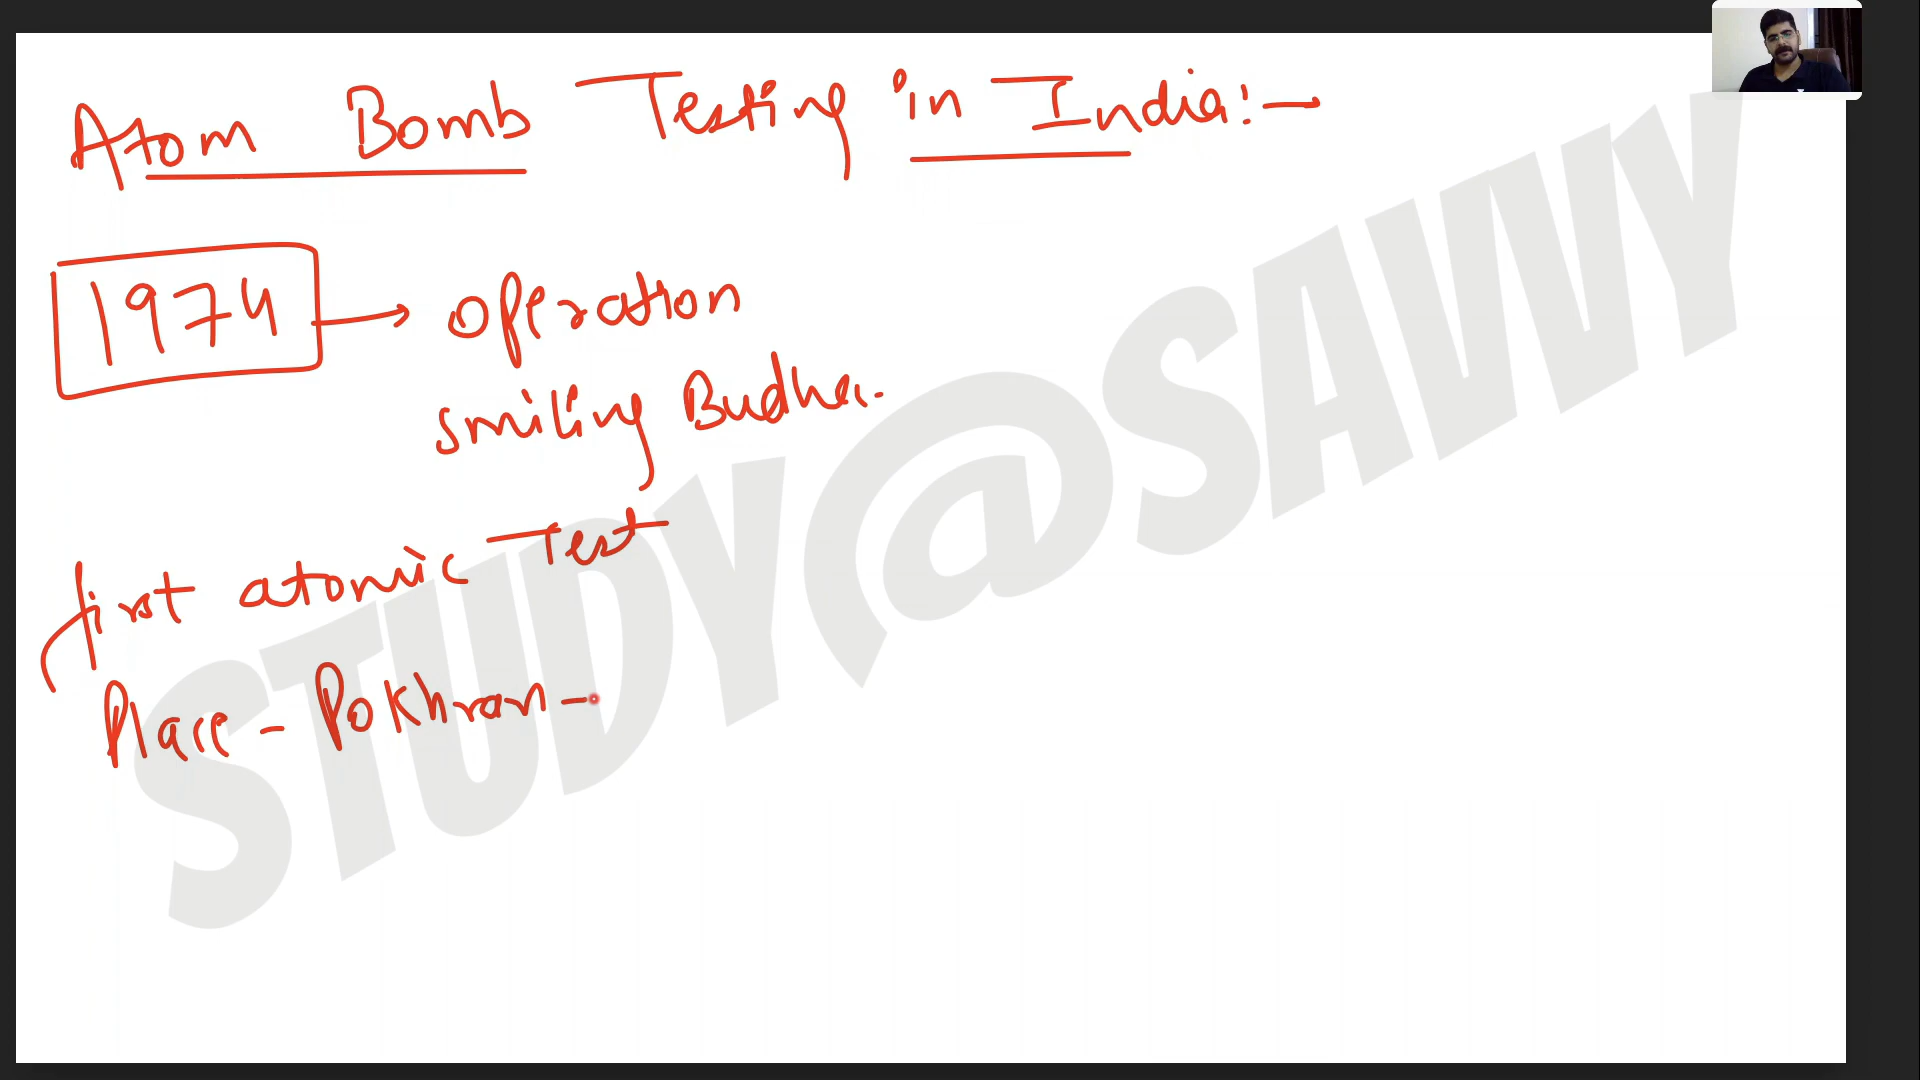 Atom Bomb Testing in India:→
1974 → operation
smiling Budha.
first atomic Test
Place - Pokhran -
STUDY@SAVVY